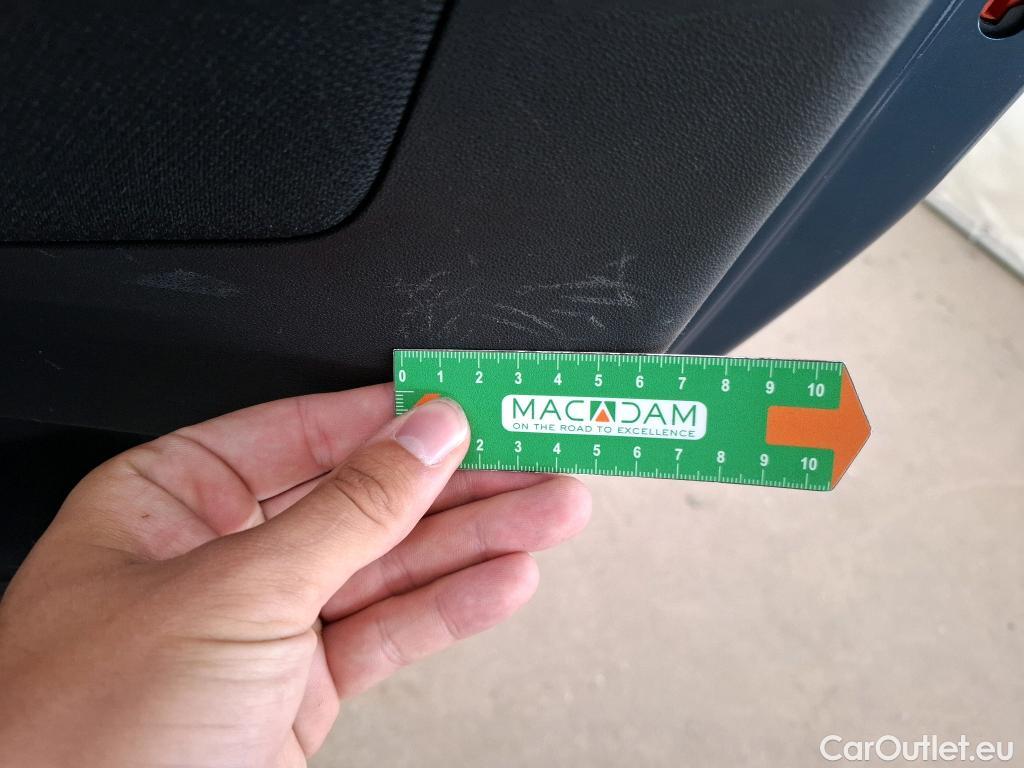 0 1 2 3 4 5 6 7 8 9 10
MACADAM
ON THE ROAD TO EXCELLENCE
2 3 4 5 6 7 8 9 10
CarOutlet.eu